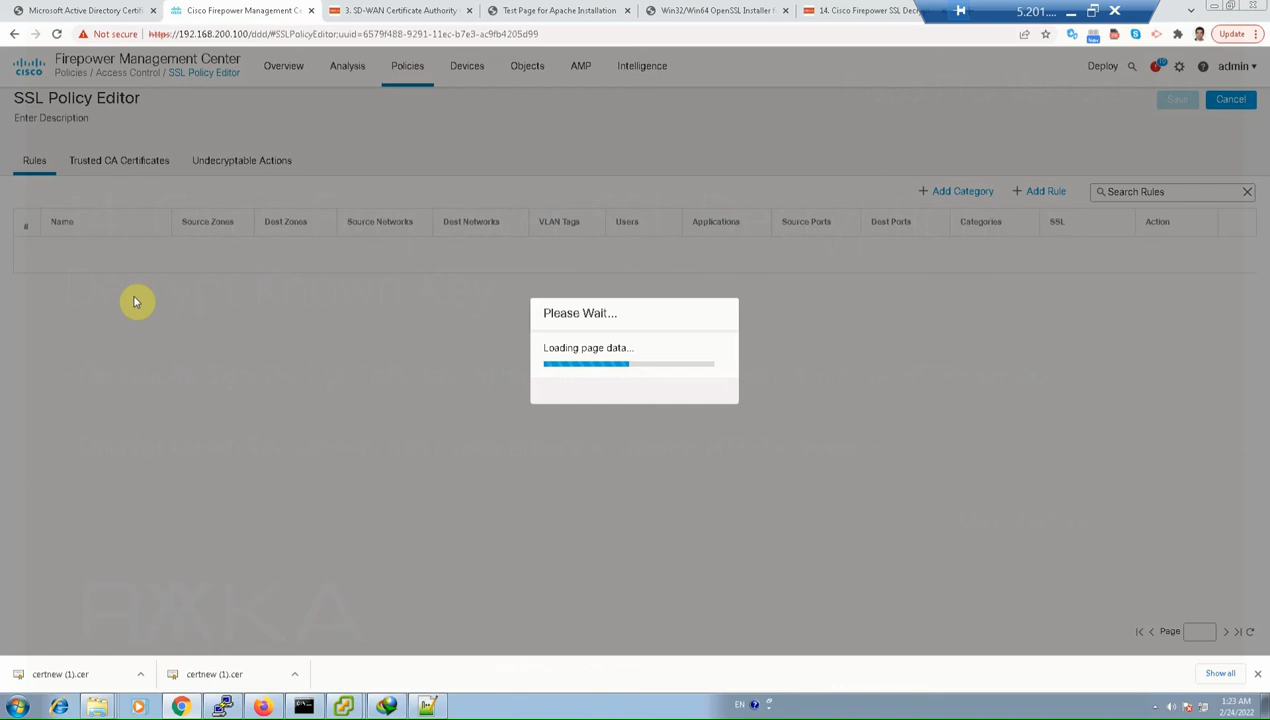 Microsoft Active Directory Certifi
Cisco Firepower Management Ce
3. SD-WAN Certificate Authority
Test Page for Apache Installation
Win32/Win64 OpenSSL Installer f
14. Cisco Firepower SSL Decr
5.201....
Not secure
https://192.168.200.100/ddd/#SSLPolicyEditor;uuid=6579f488-9291-11ec-b7e3-ac9fb4205d99
Update
Firepower Management Center
CISCO
Policies / Access Control / SSL Policy Editor
Overview
Analysis
Policies
Devices
Objects
AMP
Intelligence
Deploy
admin
SSL Policy Editor
Enter Description
Save
Cancel
Rules
Trusted CA Certificates
Undecryptable Actions
+ Add Category
+ Add Rule
Search Rules
#
Name
Source Zones
Dest Zones
Source Networks
Dest Networks
VLAN Tags
Users
Applications
Source Ports
Dest Ports
Categories
SSL
Action
Decrypt Known Key
Please Wait...
Loading page data...
Page
certnew (1).cer
certnew (1).cer
Show all
EN
1:23 AM
2/24/2022